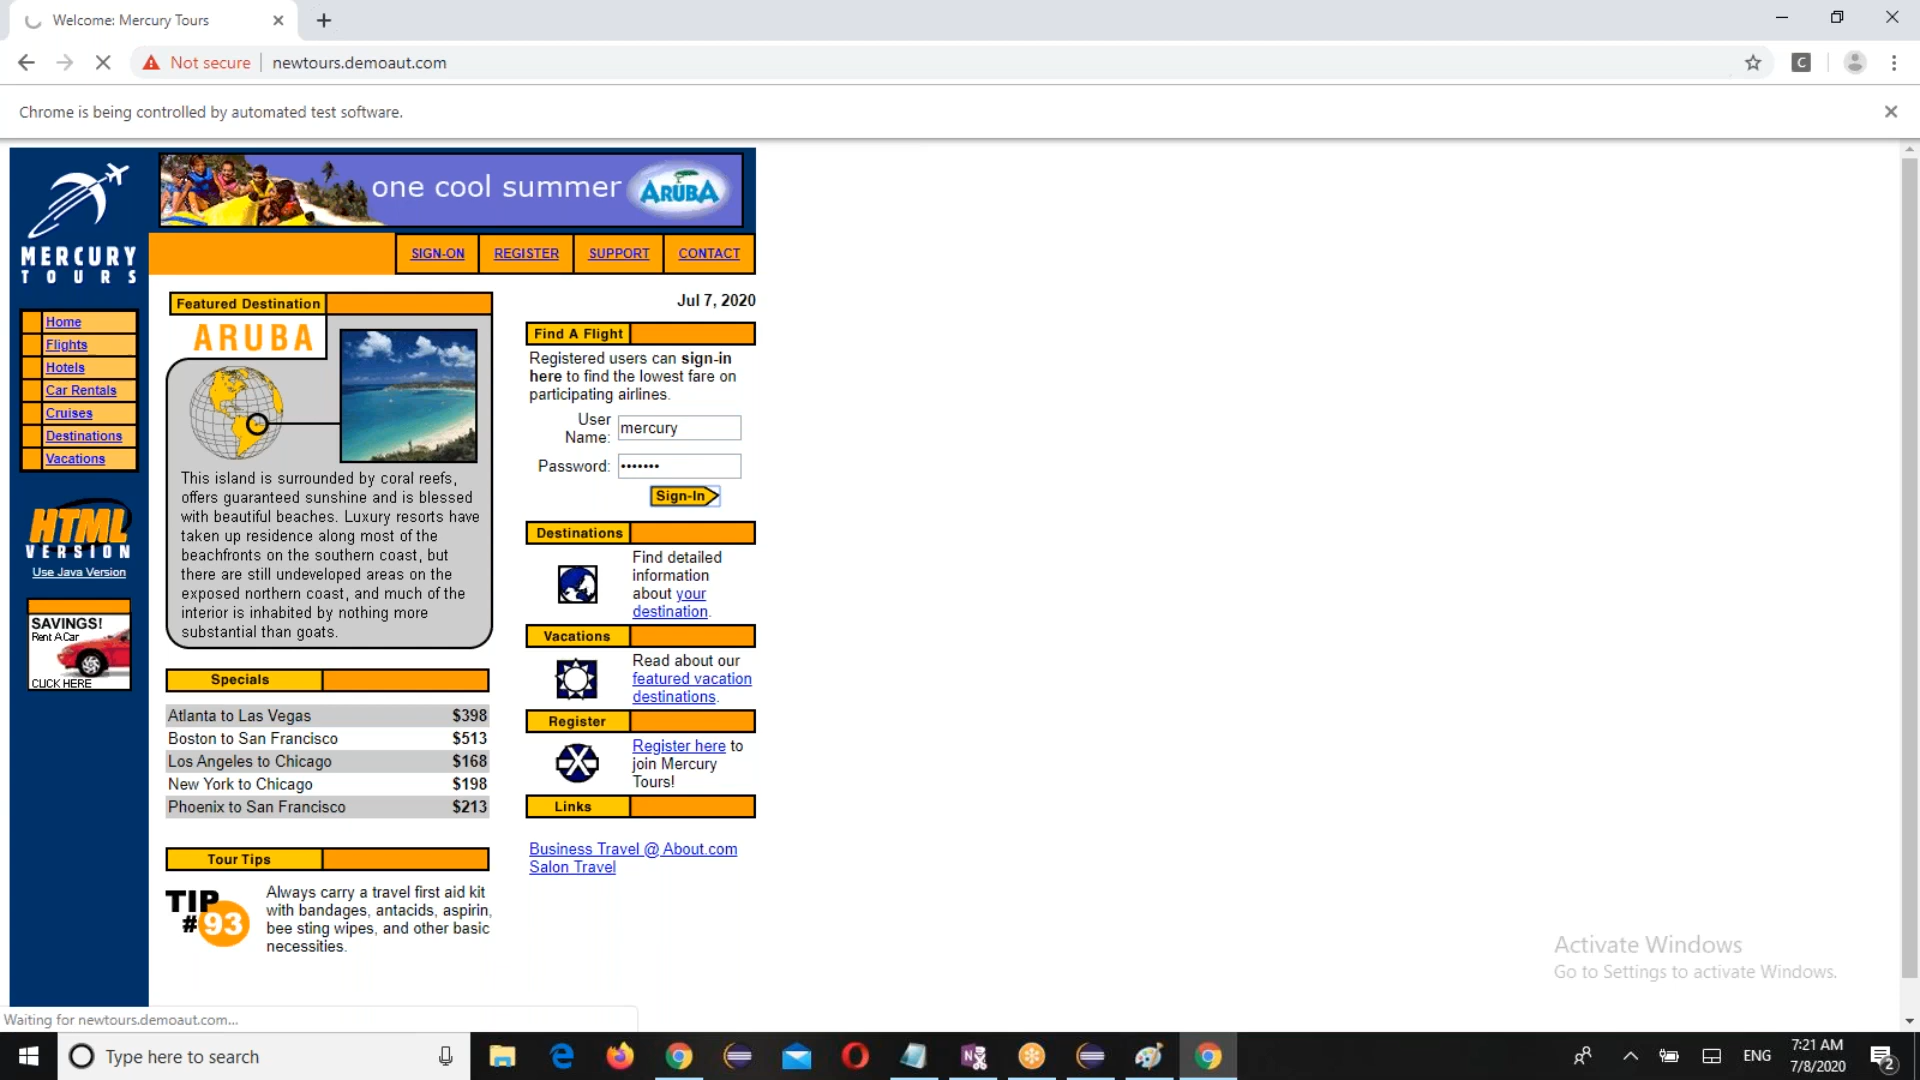 Welcome: Mercury Tours
Not secure
newtours.demoaut.com
C
Chrome is being controlled by automated test software.
one cool summer
ARUBA
MERCURY
TOURS
SIGN-ON
REGISTER
SUPPORT
CONTACT
Home
Flights
Hotels
Car Rentals
Cruises
Destinations
Vacations
HTML
VERSION
Use Java Version
SAVINGS!
Rent A Car
CLICK HERE
Featured Destination
ARUBA
This island is surrounded by coral reefs,
offers guaranteed sunshine and is blessed
with beautiful beaches. Luxury resorts have
taken up residence along most of the
beachfronts on the southern coast, but
there are still undeveloped areas on the
exposed northern coast, and much of the
interior is inhabited by nothing more
substantial than goats.
Specials
Atlanta to Las Vegas $398
Boston to San Francisco $513
Los Angeles to Chicago $168
New York to Chicago $198
Phoenix to San Francisco $213
Tour Tips
TIP
#93
Always carry a travel first aid kit
with bandages, antacids, aspirin,
bee sting wipes, and other basic
necessities.
Jul 7, 2020
Find A Flight
Registered users can sign-in
here to find the lowest fare on
participating airlines.
User
Name: mercury
Password: •••••••
Sign-In
Destinations
Find detailed
information
about your
destination.
Vacations
Read about our
featured vacation
destinations.
Register
Register here to
join Mercury
Tours!
Links
Business Travel @ About.com
Salon Travel
Activate Windows
Go to Settings to activate Windows.
Waiting for newtours.demoaut.com...
Type here to search
ENG
7:21 AM
7/8/2020
2